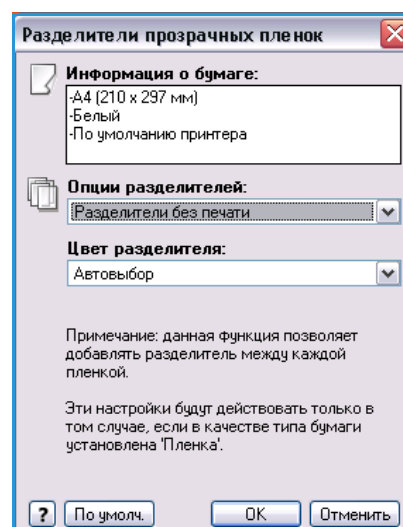 Разделители прозрачных пленок
Информация о бумаге:
-A4 (210 x 297 мм)
-Белый
-По умолчанию принтера
Опции разделителей:
Разделители без печати
Цвет разделителя:
Автовыбор
Примечание: данная функция позволяет
добавлять разделитель между каждой
пленкой.
Эти настройки будут действовать только в
том случае, если в качестве типа бумаги
установлена 'Пленка'.
? По умолч. OK Отменить